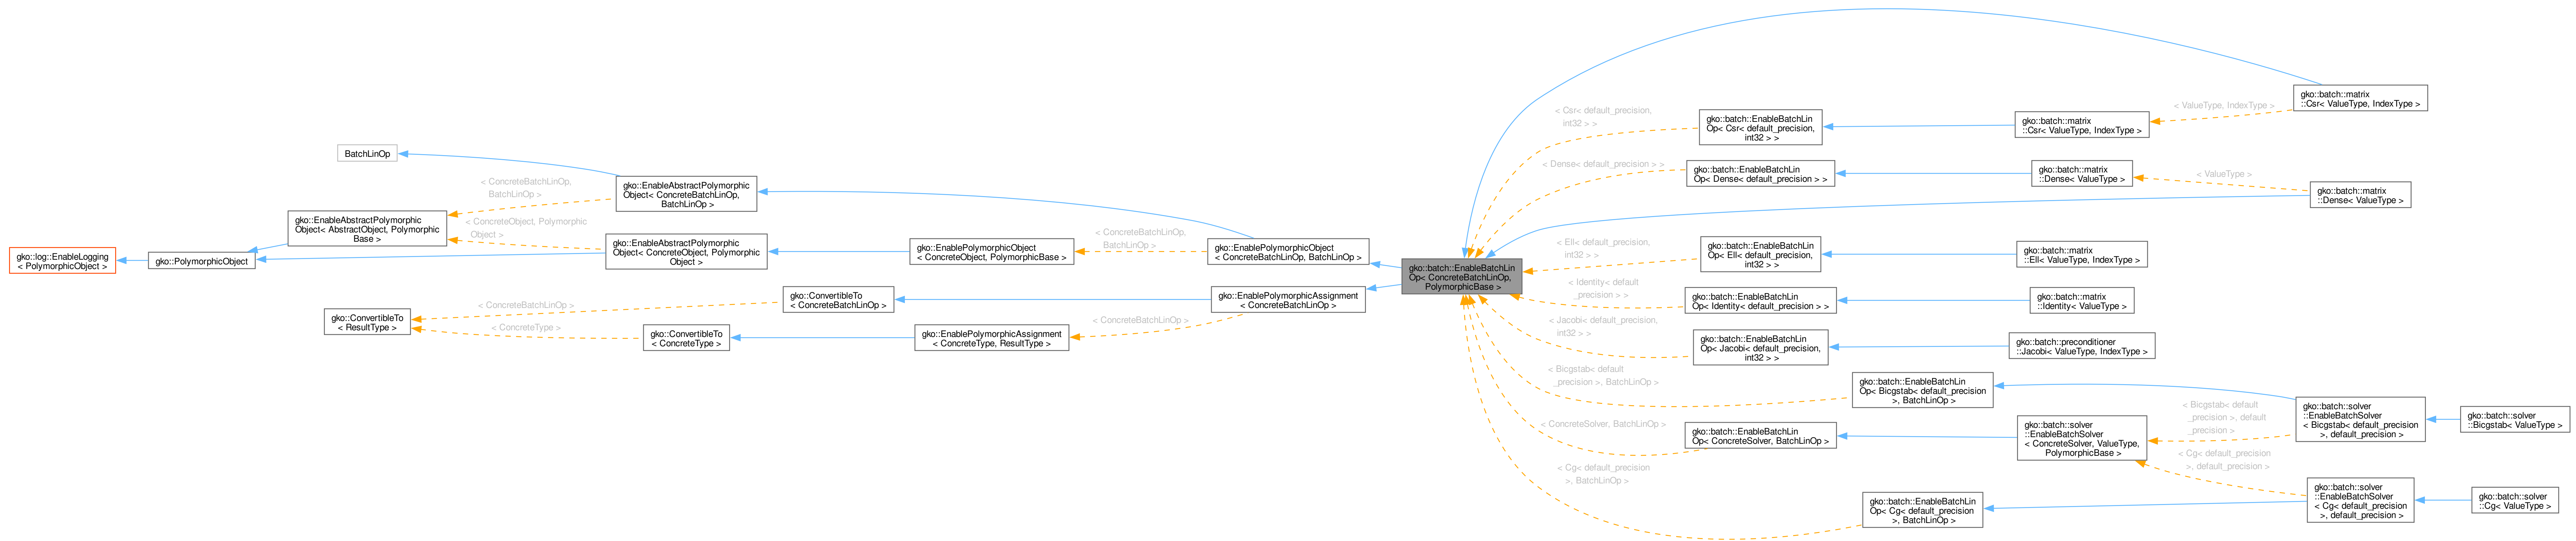 gko::log::EnableLogging
< PolymorphicObject >
gko::PolymorphicObject
gko::EnableAbstractPolymorphic
Object< AbstractObject, Polymorphic
Base >
BatchLinOp
< ConcreteBatchLinOp,
BatchLinOp >
< ConcreteObject, Polymorphic
Object >
gko::EnableAbstractPolymorphic
Object< ConcreteBatchLinOp,
BatchLinOp >
gko::EnableAbstractPolymorphic
Object< ConcreteObject, Polymorphic
Object >
gko::EnablePolymorphicObject
< ConcreteObject, PolymorphicBase >
< ConcreteBatchLinOp,
BatchLinOp >
gko::EnablePolymorphicObject
< ConcreteBatchLinOp, BatchLinOp >
gko::ConvertibleTo
< ResultType >
< ConcreteBatchLinOp >
< ConcreteType >
gko::ConvertibleTo
< ConcreteBatchLinOp >
gko::ConvertibleTo
< ConcreteType >
gko::EnablePolymorphicAssignment
< ConcreteType, ResultType >
< ConcreteBatchLinOp >
gko::EnablePolymorphicAssignment
< ConcreteBatchLinOp >
gko::batch::EnableBatchLin
Op< ConcreteBatchLinOp,
PolymorphicBase >
< Csr< default_precision,
int32 > >
gko::batch::EnableBatchLin
Op< Csr< default_precision,
int32 > >
gko::batch::matrix
::Csr< ValueType, IndexType >
< ValueType, IndexType >
gko::batch::matrix
::Csr< ValueType, IndexType >
< Dense< default_precision > >
gko::batch::EnableBatchLin
Op< Dense< default_precision > >
gko::batch::matrix
::Dense< ValueType >
< ValueType >
gko::batch::matrix
::Dense< ValueType >
< Ell< default_precision,
int32 > >
gko::batch::EnableBatchLin
Op< Ell< default_precision,
int32 > >
gko::batch::matrix
::Ell< ValueType, IndexType >
< Identity< default
_precision > >
gko::batch::EnableBatchLin
Op< Identity< default_precision > >
gko::batch::matrix
::Identity< ValueType >
< Jacobi< default_precision,
int32 > >
gko::batch::EnableBatchLin
Op< Jacobi< default_precision,
int32 > >
gko::batch::preconditioner
::Jacobi< ValueType, IndexType >
< Bicgstab< default
_precision >, BatchLinOp >
gko::batch::EnableBatchLin
Op< Bicgstab< default_precision
>, BatchLinOp >
< ConcreteSolver, BatchLinOp >
gko::batch::EnableBatchLin
Op< ConcreteSolver, BatchLinOp >
gko::batch::solver
::EnableBatchSolver
< ConcreteSolver, ValueType,
PolymorphicBase >
< Bicgstab< default
_precision >, default
_precision >
gko::batch::solver
::EnableBatchSolver
< Bicgstab< default_precision
>, default_precision >
gko::batch::solver
::Bicgstab< ValueType >
< Cg< default_precision
>, default_precision >
< Cg< default_precision
>, BatchLinOp >
gko::batch::EnableBatchLin
Op< Cg< default_precision
>, BatchLinOp >
gko::batch::solver
::EnableBatchSolver
< Cg< default_precision
>, default_precision >
gko::batch::solver
::Cg< ValueType >